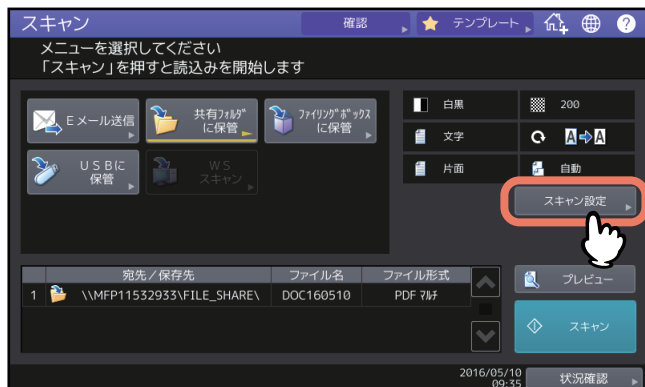 スキャン
確認
テンプレート
?
メニューを選択してください
「スキャン」を押すと読込みを開始します
Eメール送信
共有フォルダ
に保管
ファイリングボックス
に保管
USBに
保管
WS
スキャン
白黒
200
文字
A A
片面
自動
スキャン設定
宛先/保存先 ファイル名 ファイル形式
1 \\MFP11532933\FILE_SHARE\ DOC160510 PDF マルチ
プレビュー
スキャン
2016/05/10
09:35
状況確認